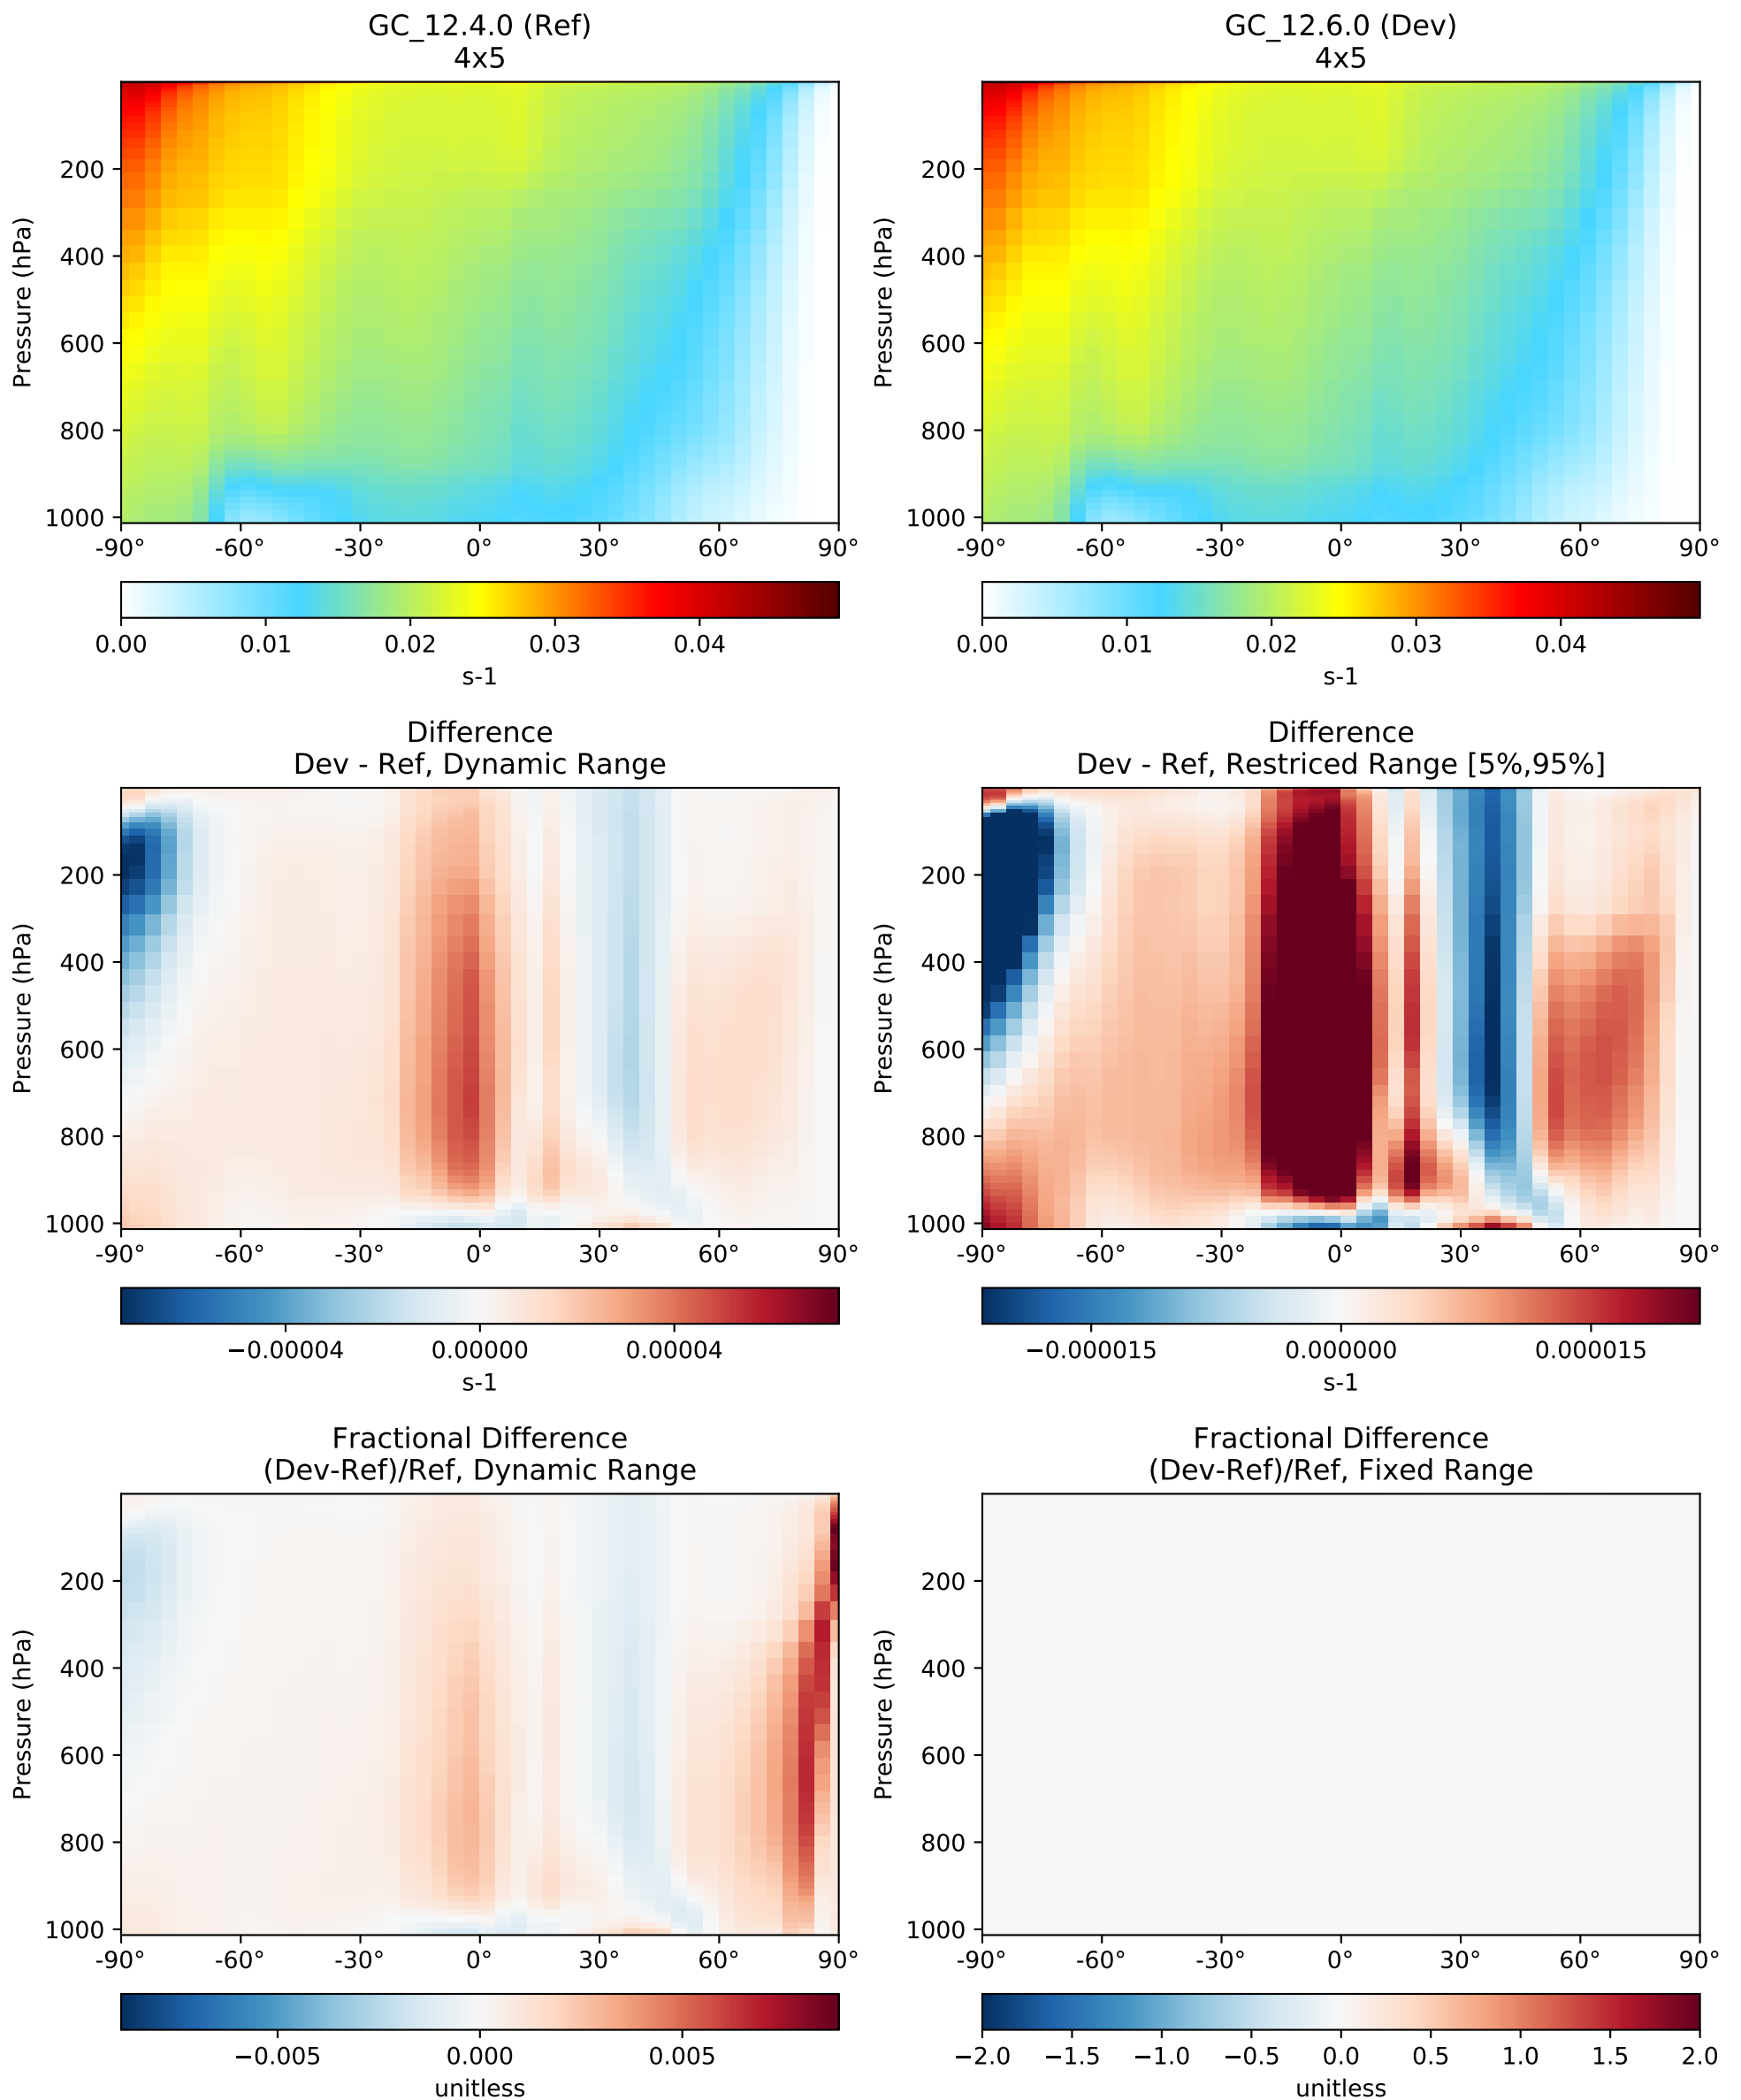 GC_12.4.0 (Ref)
4x5
Pressure (hPa)
200
400
600
800
1000
-90° -60° -30° 0° 30° 60° 90°
0.00 0.01 0.02 0.03 0.04
s-1
GC_12.6.0 (Dev)
4x5
Pressure (hPa)
200
400
600
800
1000
-90° -60° -30° 0° 30° 60° 90°
0.00 0.01 0.02 0.03 0.04
s-1
Difference
Dev - Ref, Dynamic Range
Pressure (hPa)
200
400
600
800
1000
-90° -60° -30° 0° 30° 60° 90°
−0.00004 0.00000 0.00004
s-1
Difference
Dev - Ref, Restriced Range [5%,95%]
Pressure (hPa)
200
400
600
800
1000
-90° -60° -30° 0° 30° 60° 90°
−0.000015 0.000000 0.000015
s-1
Fractional Difference
(Dev-Ref)/Ref, Dynamic Range
Pressure (hPa)
200
400
600
800
1000
-90° -60° -30° 0° 30° 60° 90°
−0.005 0.000 0.005
unitless
Fractional Difference
(Dev-Ref)/Ref, Fixed Range
Pressure (hPa)
200
400
600
800
1000
-90° -60° -30° 0° 30° 60° 90°
−2.0 −1.5 −1.0 −0.5 0.0 0.5 1.0 1.5 2.0
unitless